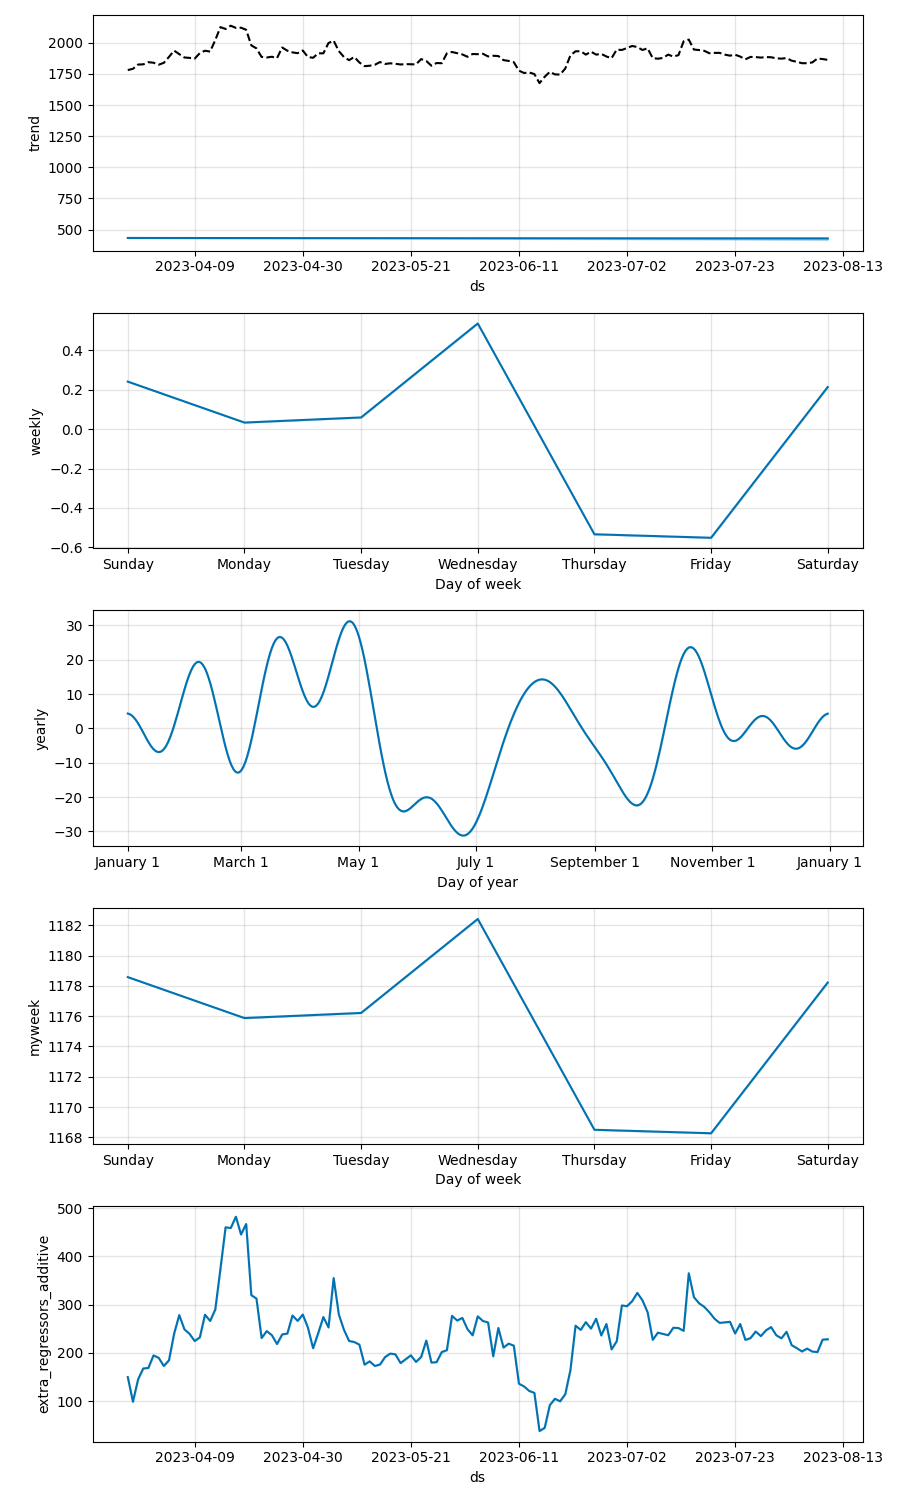 trend
2000
1750
1500
1250
1000
750
500
2023-04-09 2023-04-30 2023-05-21 2023-06-11 2023-07-02 2023-07-23 2023-08-13
ds
weekly
0.4
0.2
0.0
−0.2
−0.4
−0.6
Sunday Monday Tuesday Wednesday Thursday Friday Saturday
Day of week
yearly
30
20
10
0
−10
−20
−30
January 1 March 1 May 1 July 1 September 1 November 1 January 1
Day of year
myweek
1182
1180
1178
1176
1174
1172
1170
1168
Sunday Monday Tuesday Wednesday Thursday Friday Saturday
Day of week
extra_regressors_additive
500
400
300
200
100
2023-04-09 2023-04-30 2023-05-21 2023-06-11 2023-07-02 2023-07-23 2023-08-13
ds